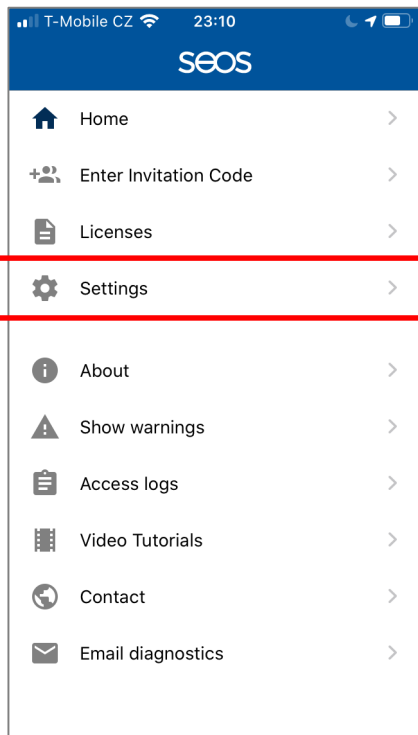 T-Mobile CZ 23:10
seos
Home
Enter Invitation Code
Licenses
Settings
About
Show warnings
Access logs
Video Tutorials
Contact
Email diagnostics